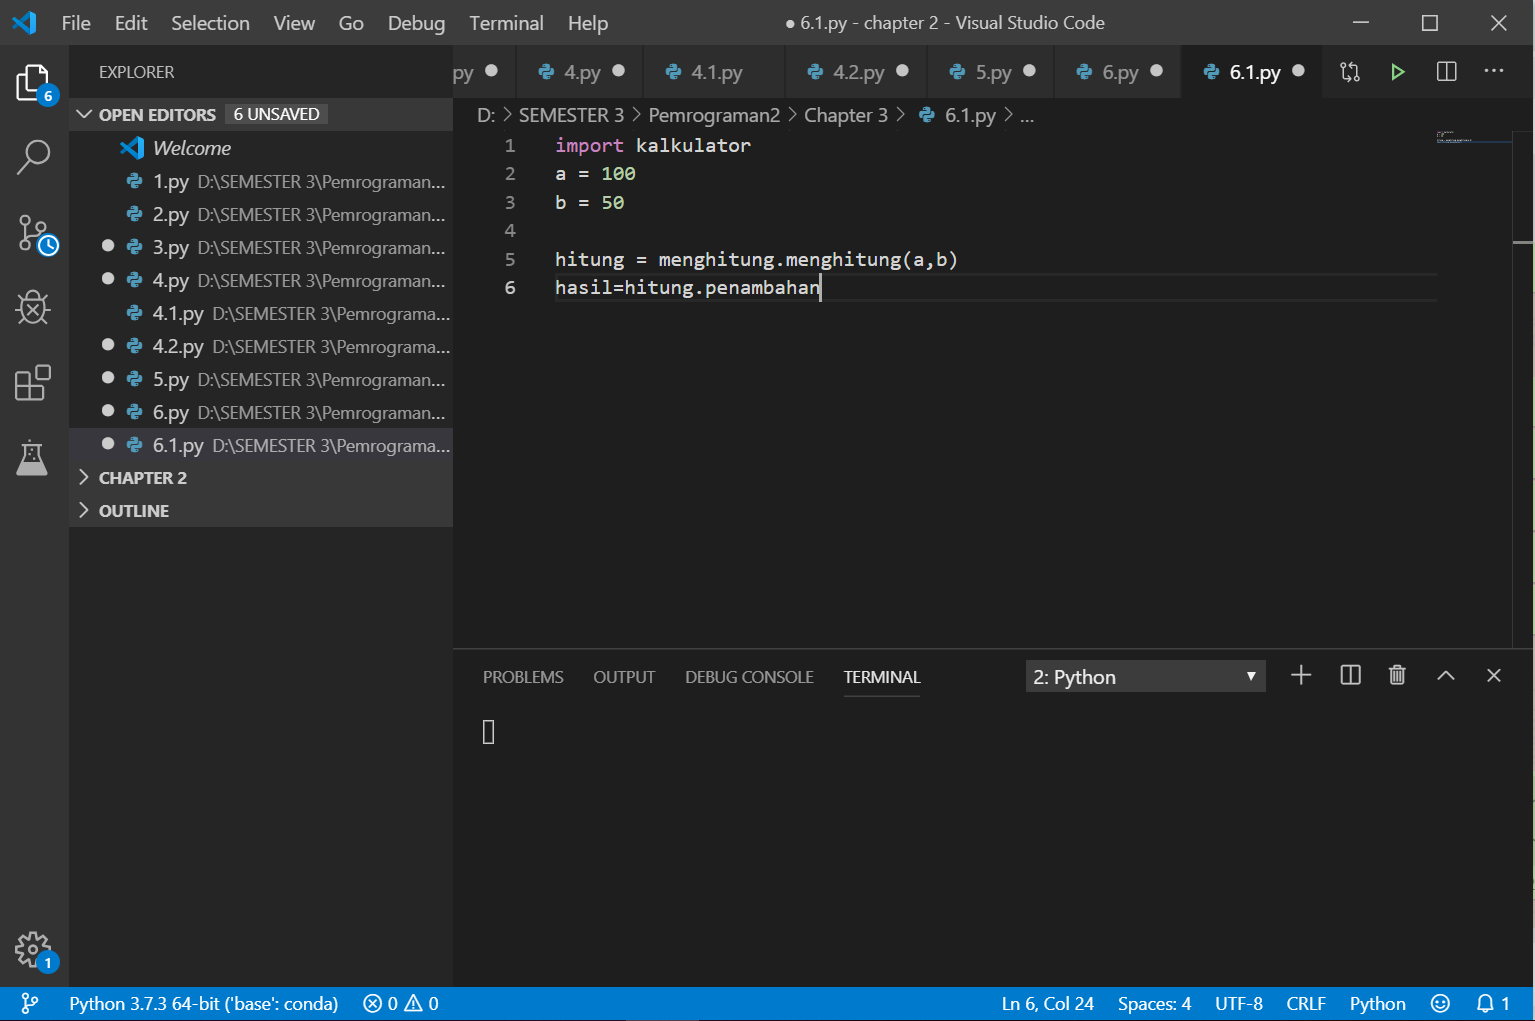 File Edit Selection View Go Debug Terminal Help ● 6.1.py - chapter 2 - Visual Studio Code
EXPLORER
py 4.py 4.1.py 4.2.py 5.py 6.py 6.1.py
6
OPEN EDITORS 6 UNSAVED
D: > SEMESTER 3 > Pemrograman2 > Chapter 3 > 6.1.py > ...
Welcome
1.py D:\SEMESTER 3\Pemrograman...
2.py D:\SEMESTER 3\Pemrograman...
3.py D:\SEMESTER 3\Pemrograman...
4.py D:\SEMESTER 3\Pemrograman...
4.1.py D:\SEMESTER 3\Pemrograma...
4.2.py D:\SEMESTER 3\Pemrograma...
5.py D:\SEMESTER 3\Pemrograman...
6.py D:\SEMESTER 3\Pemrograman...
6.1.py D:\SEMESTER 3\Pemrograma...
CHAPTER 2
OUTLINE
1 import kalkulator
2 a = 100
3 b = 50
4
5 hitung = menghitung.menghitung(a,b)
6 hasil=hitung.penambahan
PROBLEMS OUTPUT DEBUG CONSOLE TERMINAL 2: Python
1
Python 3.7.3 64-bit ('base': conda) 0 0 Ln 6, Col 24 Spaces: 4 UTF-8 CRLF Python 1